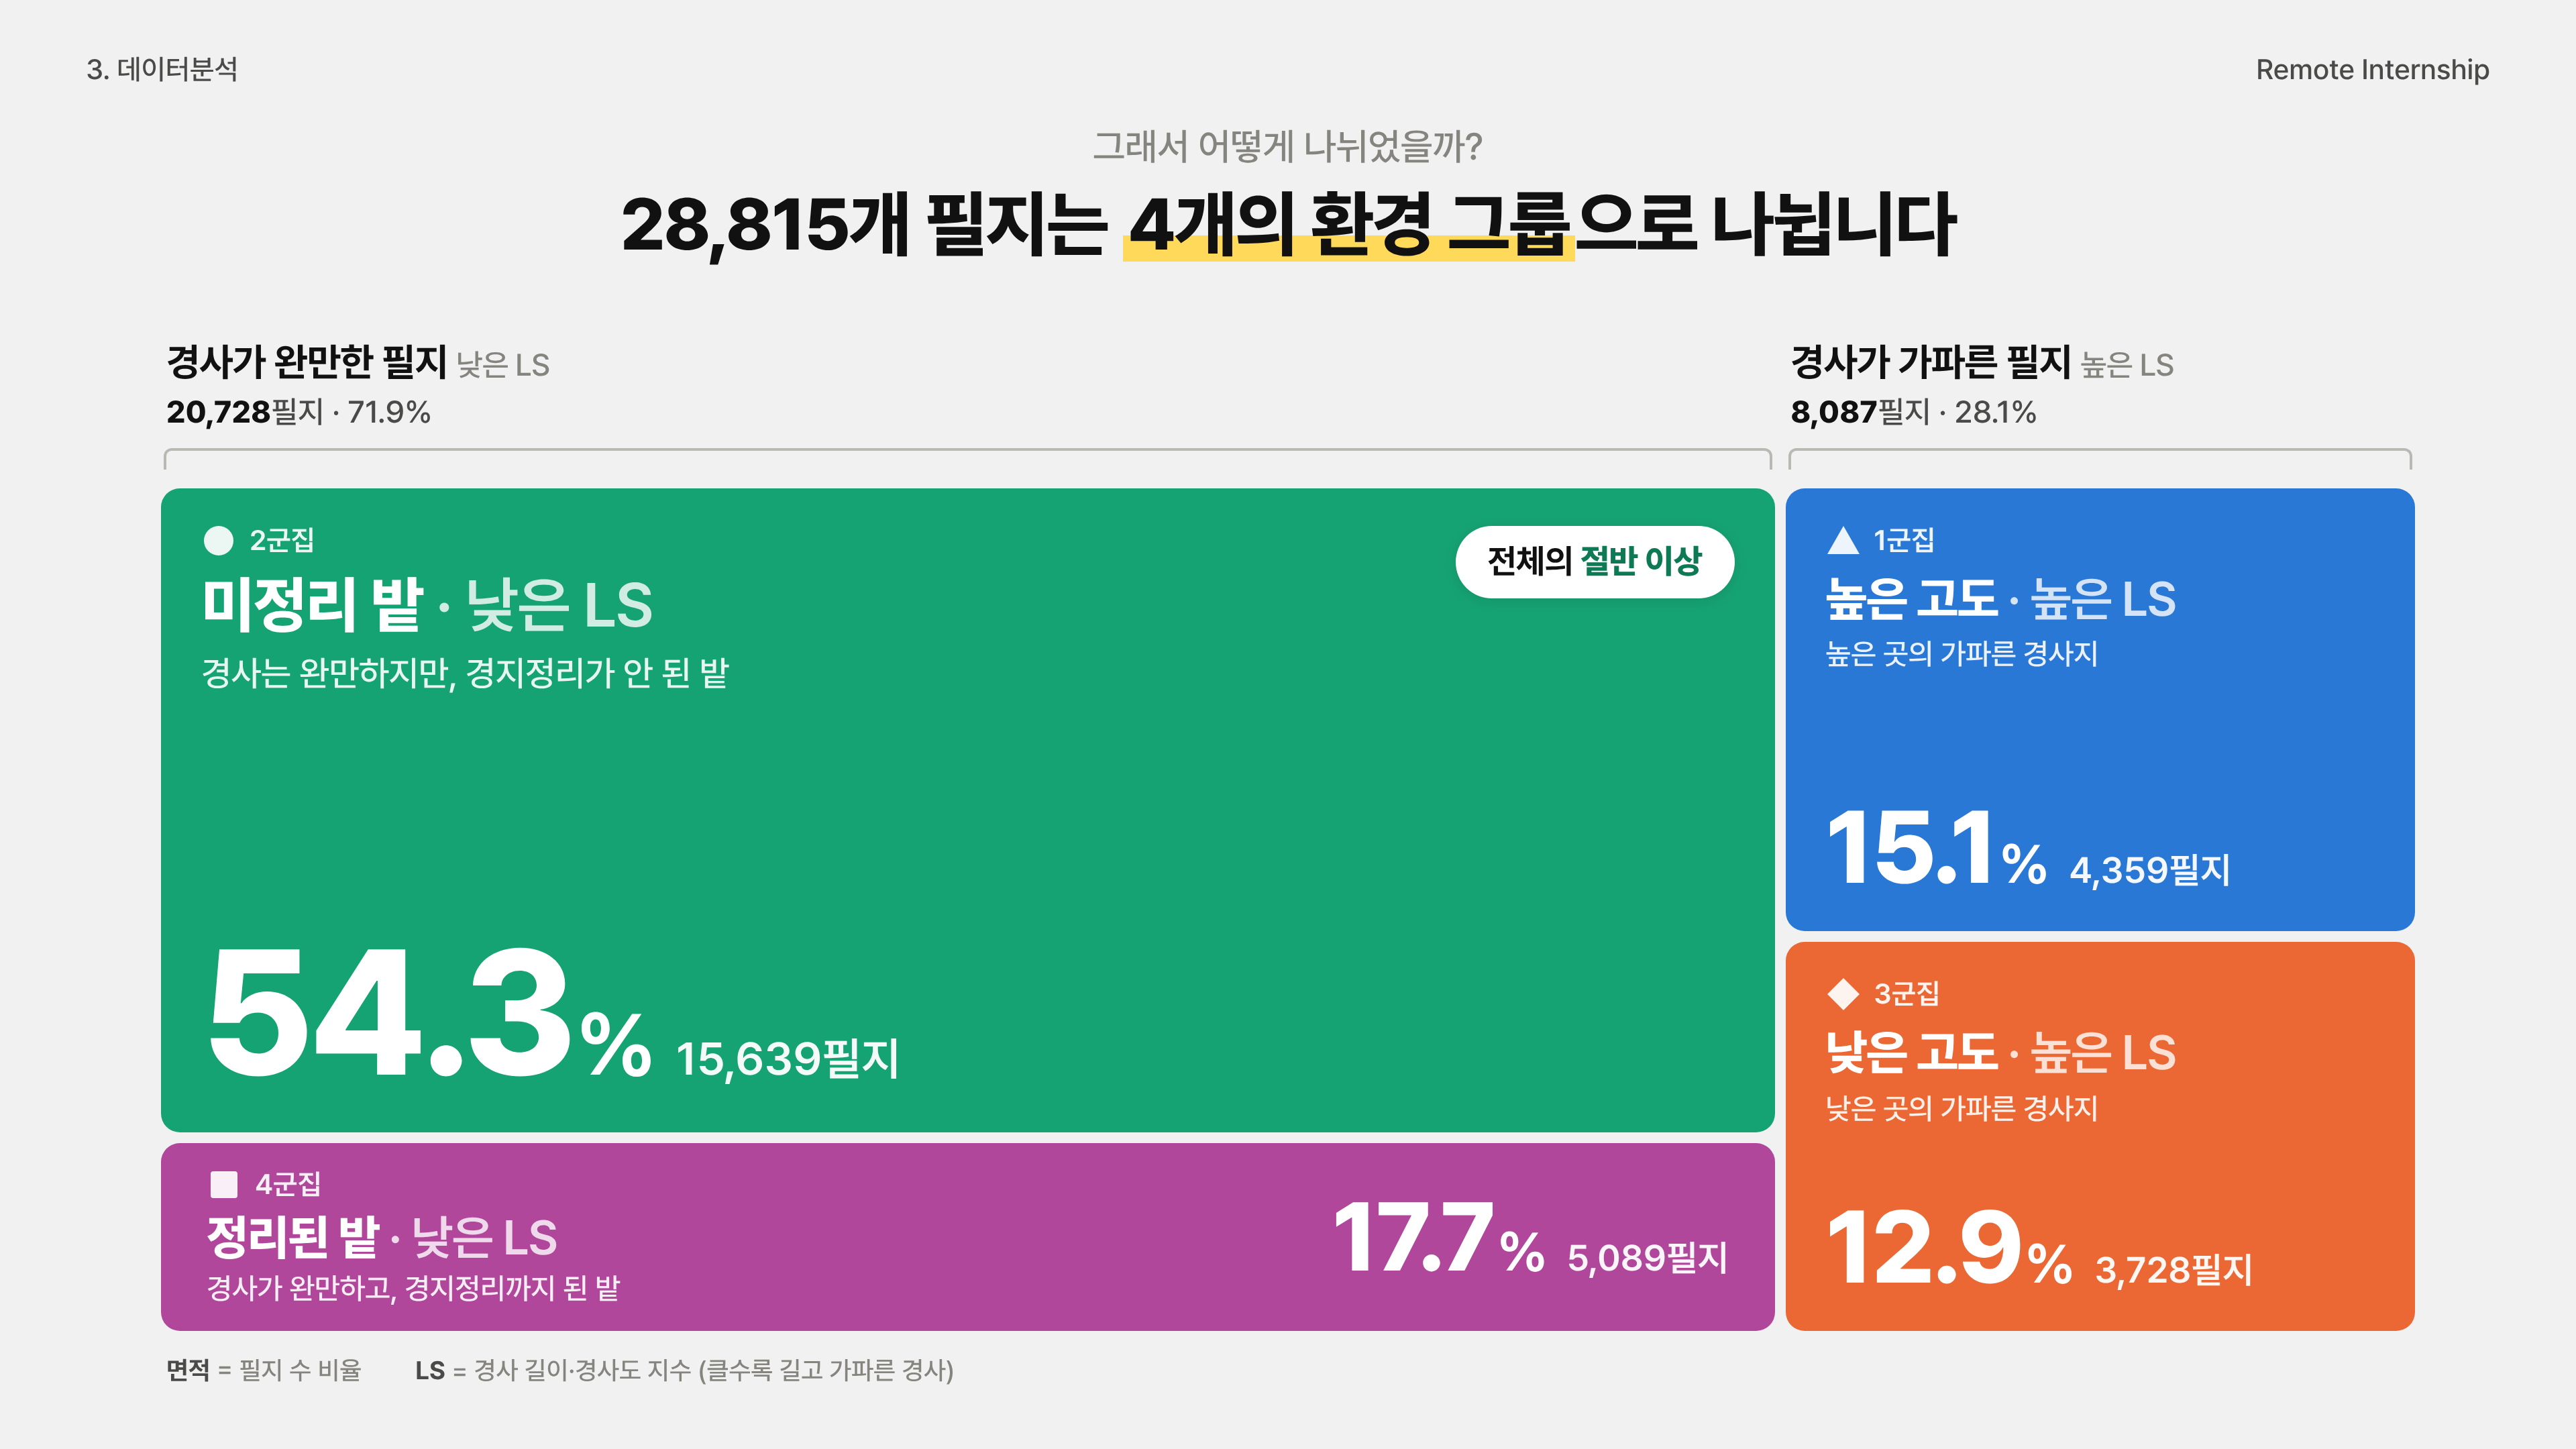 3. 데이터분석
Remote Internship
그래서 어떻게 나뉘었을까?
28,815개 필지는 4개의 환경 그룹으로 나뉩니다
경사가 완만한 필지 낮은 LS
20,728필지 · 71.9%
경사가 가파른 필지 높은 LS
8,087필지 · 28.1%
2군집
미정리 밭 · 낮은 LS
경사는 완만하지만, 경지정리가 안 된 밭
전체의 절반 이상
54.3% 15,639필지
4군집
정리된 밭 · 낮은 LS
경사가 완만하고, 경지정리까지 된 밭
17.7% 5,089필지
1군집
높은 고도 · 높은 LS
높은 곳의 가파른 경사지
15.1% 4,359필지
3군집
낮은 고도 · 높은 LS
낮은 곳의 가파른 경사지
12.9% 3,728필지
면적 = 필지 수 비율
LS = 경사 길이·경사도 지수 (클수록 길고 가파른 경사)